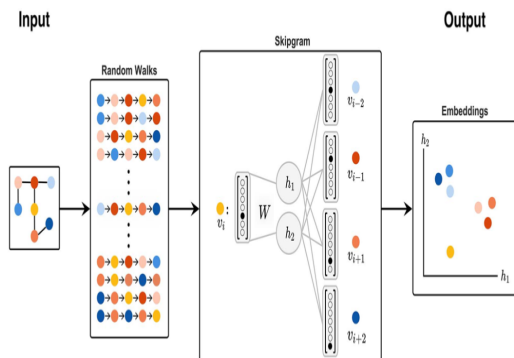 Input
Output
Random Walks
Skipgram
Embeddings
v_{i-2}
v_{i-1}
v_i:
W
h_1
h_2
v_{i+1}
v_{i+2}
h_2
h_1